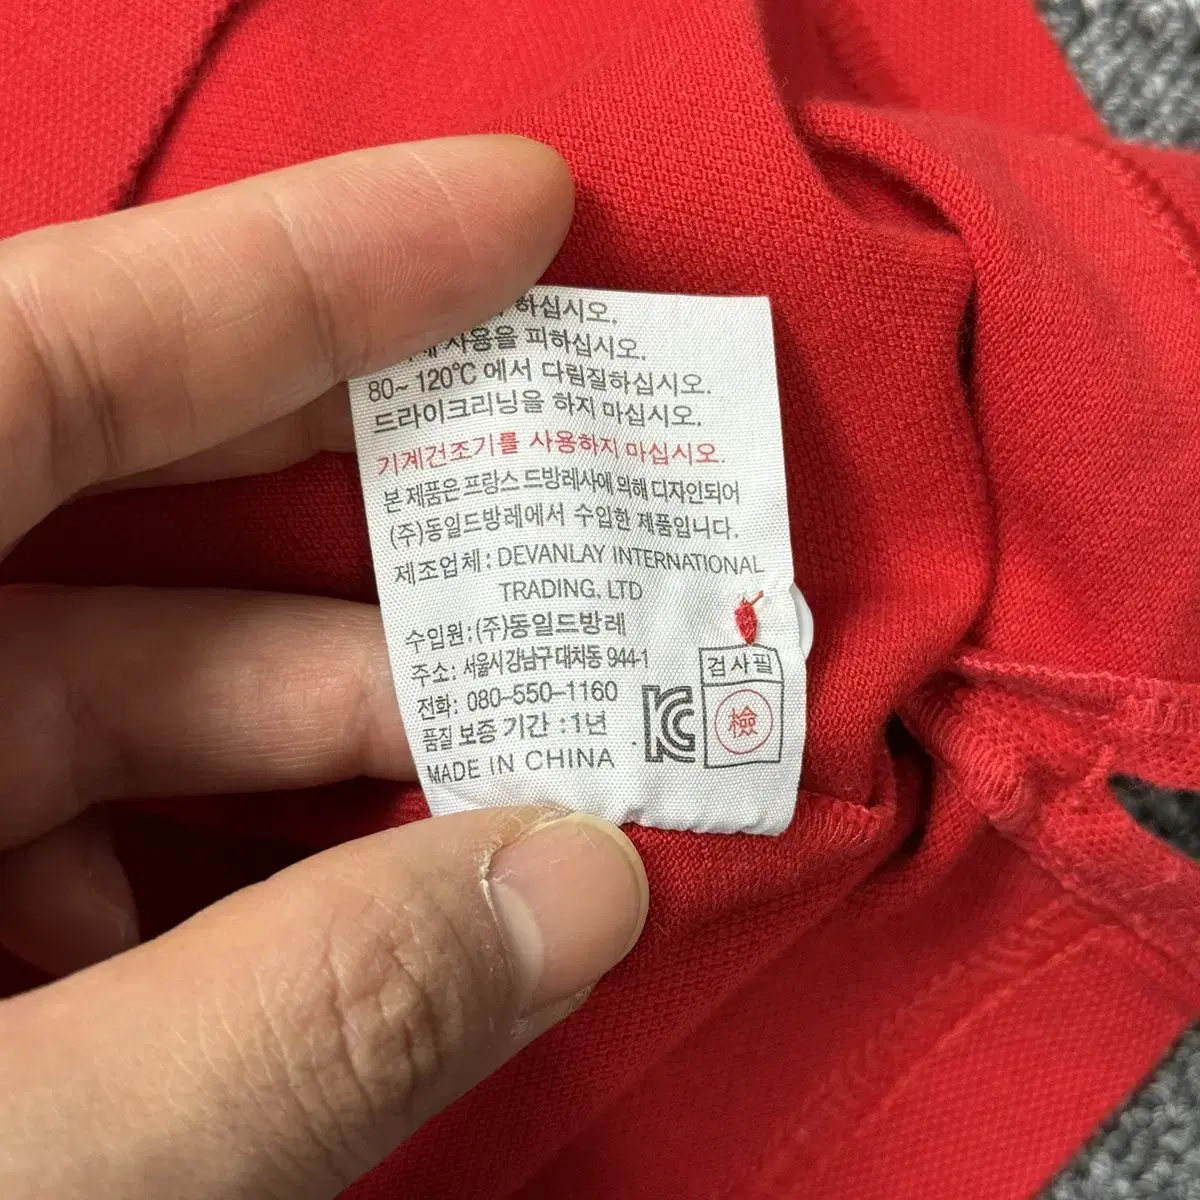 하십시오.
사용을 피하십시오.
80~ 120℃ 에서 다림질하십시오.
드라이크리닝을 하지 마십시오.
기계건조기를 사용하지 마십시오.
본 제품은 프랑스 드방레사에 의해 디자인되어
(주)동일드방레에서 수입한 제품입니다.
제조업체: DEVANLAY INTERNATIONAL
TRADING. LTD
수입원:(주)동일드방레
주소: 서울시 강남구 대치동 944-1
전화: 080-550-1160
품질 보증 기간 :1년
MADE IN CHINA
KC
검사필
檢